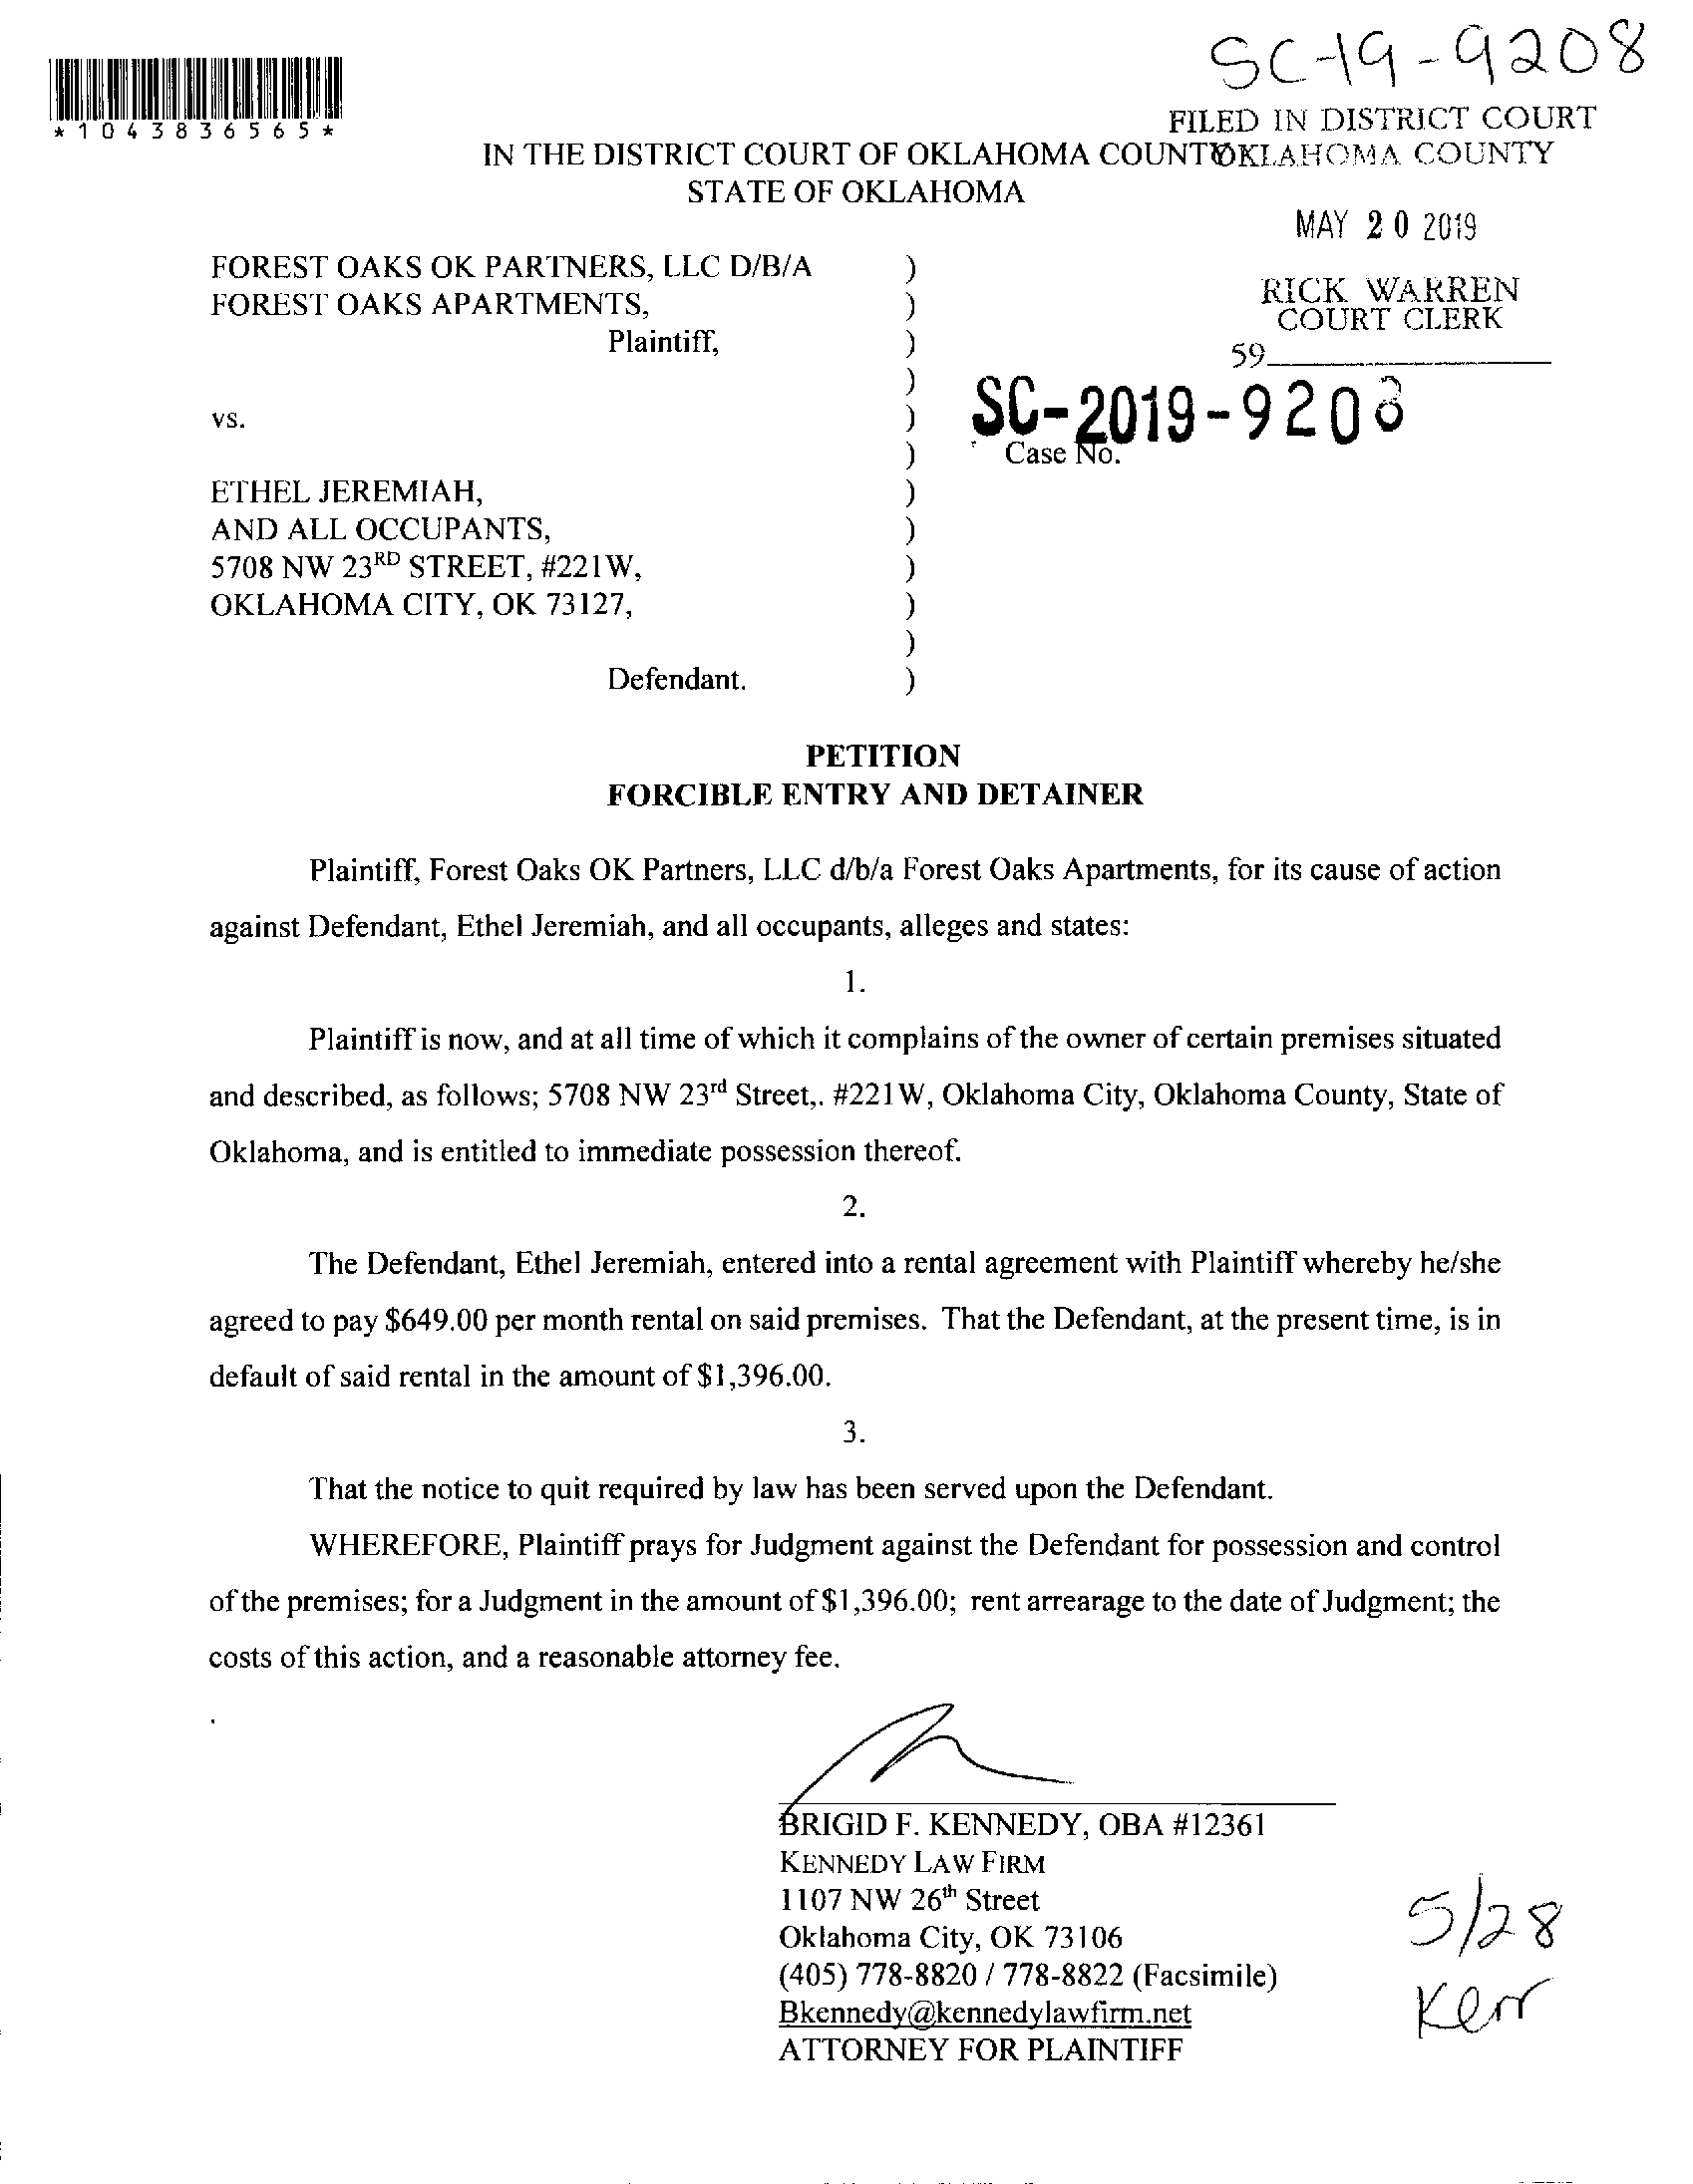 SC-19-9208
*1043836565*
FILED IN DISTRICT COURT
OKLAHOMA COUNTY
IN THE DISTRICT COURT OF OKLAHOMA COUNTY
STATE OF OKLAHOMA
MAY 20 2019
RICK WARREN
COURT CLERK
59
FOREST OAKS OK PARTNERS, LLC D/B/A )
FOREST OAKS APARTMENTS, )
Plaintiff, )
)
vs. )
)
SC-2019-9208
Case No.
ETHEL JEREMIAH, )
AND ALL OCCUPANTS, )
5708 NW 23RD STREET, #221W, )
OKLAHOMA CITY, OK 73127, )
)
Defendant. )
PETITION
FORCIBLE ENTRY AND DETAINER
Plaintiff, Forest Oaks OK Partners, LLC d/b/a Forest Oaks Apartments, for its cause of action
against Defendant, Ethel Jeremiah, and all occupants, alleges and states:
1.
Plaintiff is now, and at all time of which it complains of the owner of certain premises situated
and described, as follows; 5708 NW 23rd Street,. #221W, Oklahoma City, Oklahoma County, State of
Oklahoma, and is entitled to immediate possession thereof.
2.
The Defendant, Ethel Jeremiah, entered into a rental agreement with Plaintiff whereby he/she
agreed to pay $649.00 per month rental on said premises. That the Defendant, at the present time, is in
default of said rental in the amount of $1,396.00.
3.
That the notice to quit required by law has been served upon the Defendant.
WHEREFORE, Plaintiff prays for Judgment against the Defendant for possession and control
of the premises; for a Judgment in the amount of $1,396.00; rent arrearage to the date of Judgment; the
costs of this action, and a reasonable attorney fee.
BRIGID F. KENNEDY, OBA #12361
KENNEDY LAW FIRM
1107 NW 26th Street
Oklahoma City, OK 73106
(405) 778-8820 / 778-8822 (Facsimile)
Bkennedy@kennedylawfirm.net
ATTORNEY FOR PLAINTIFF
5/28
Kerr